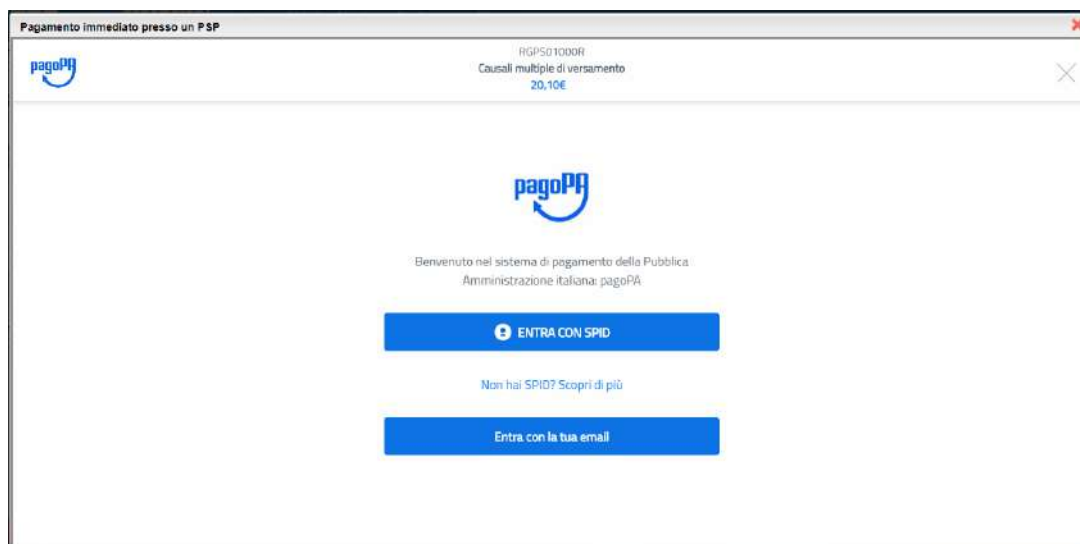 Pagamento immediato presso un PSP
pagoPA
RGPS01000R
Causali multiple di versamento
20,10€
pagoPA
Benvenuto nel sistema di pagamento della Pubblica
Amministrazione italiana: pagoPA
ENTRA CON SPID
Non hai SPID? Scopri di più
Entra con la tua email